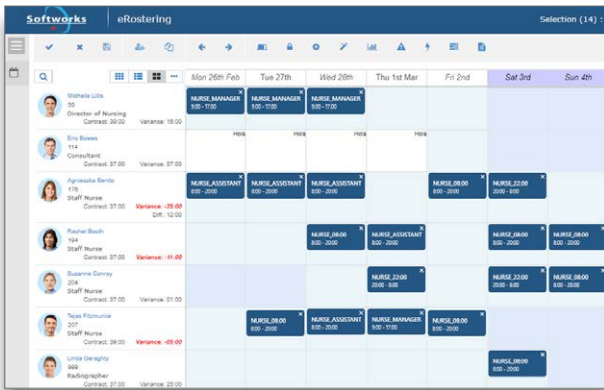 Softworks
eRostering
Selection (14) :
Mon 26th Feb Tue 27th Wed 28th Thu 1st Mar Fri 2nd Sat 3rd Sun 4th
Michelle Lillis
Director of Nursing
Contract: 39:00 Variance: 15:00
NURSE_MANAGER NURSE_MANAGER NURSE_MANAGER
9:00 - 17:00 9:00 - 17:00 9:00 - 17:00
Eric Bowes
114
Consultant
Contract: 37:00 Variance: 07:00
Hols Hols Hols Hols
Agnieszka Benito
178
Staff Nurse
Contract: 37:00 Variance: -35:00
Diff.: 12:00
NURSE_ASSISTANT NURSE_ASSISTANT NURSE_ASSISTANT NURSE_08:00 NURSE_22:00
8:00 - 20:00 8:00 - 20:00 8:00 - 20:00 8:00 - 20:00 20:00 - 8:00
Rachel Booth
194
Staff Nurse
Contract: 37:00 Variance: -11:00
NURSE_08:00 NURSE_ASSISTANT NURSE_08:00 NURSE_08:00
8:00 - 20:00 8:00 - 20:00 8:00 - 20:00 8:00 - 20:00
Susanne Conroy
204
Staff Nurse
Contract: 37:00 Variance: 01:00
NURSE_22:00 NURSE_22:00 NURSE_08:00
20:00 - 8:00 20:00 - 8:00 8:00 - 20:00
Tejas Fitzmurice
207
Staff Nurse
Contract: 39:00 Variance: -05:00
NURSE_08:00 NURSE_ASSISTANT NURSE_MANAGER NURSE_08:00
8:00 - 20:00 8:00 - 20:00 9:00 - 17:00 8:00 - 20:00
Linda Geraghty
Radiographer
Contract: 37:00 Variance: 25:00
NURSE_08:00
8:00 - 20:00